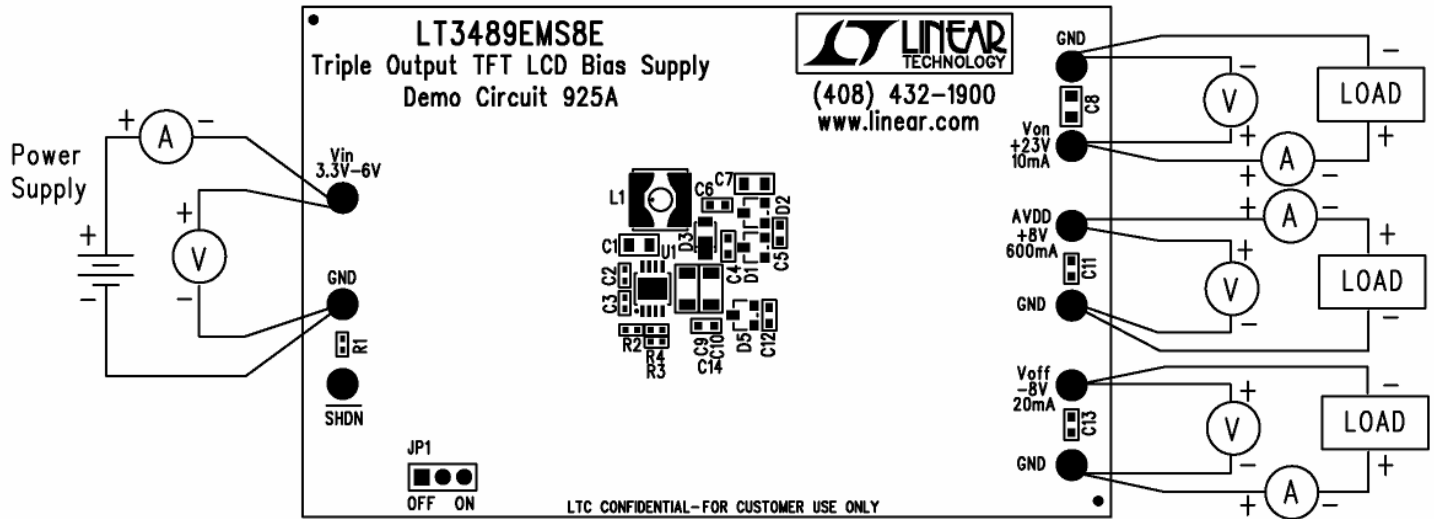 LT3489EMS8E
Triple Output TFT LCD Bias Supply
Demo Circuit 925A
LINEAR
TECHNOLOGY
(408) 432-1900
www.linear.com
Power
Supply
+
-
+
A
-
+
V
-
Vin
3.3V-6V
GND
R1
SHDN
JP1
OFF ON
L1
C7
C6
D2
C1
D3
U1
C4
D1
C5
C2
C3
R2
R4
R3
C9
C10
C14
D5
C12
GND
C8
Von
+23V
10mA
-
V
+
-
LOAD
+
A
+
-
AVDD
+8V
600mA
C11
GND
+
A
-
+
V
-
+
LOAD
-
Voff
-8V
20mA
C13
GND
+
V
-
-
LOAD
+
+
A
-
LTC CONFIDENTIAL-FOR CUSTOMER USE ONLY